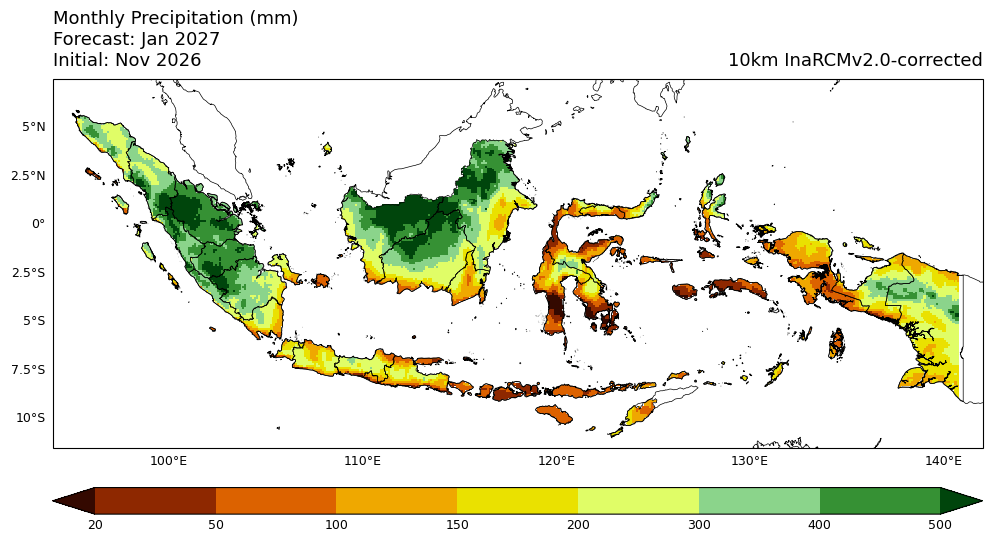 Monthly Precipitation (mm)
Forecast: Jan 2027
Initial: Nov 2026
10km InaRCMv2.0-corrected
5°N
2.5°N
0°
2.5°S
5°S
7.5°S
10°S
100°E 110°E 120°E 130°E 140°E
20 50 100 150 200 300 400 500